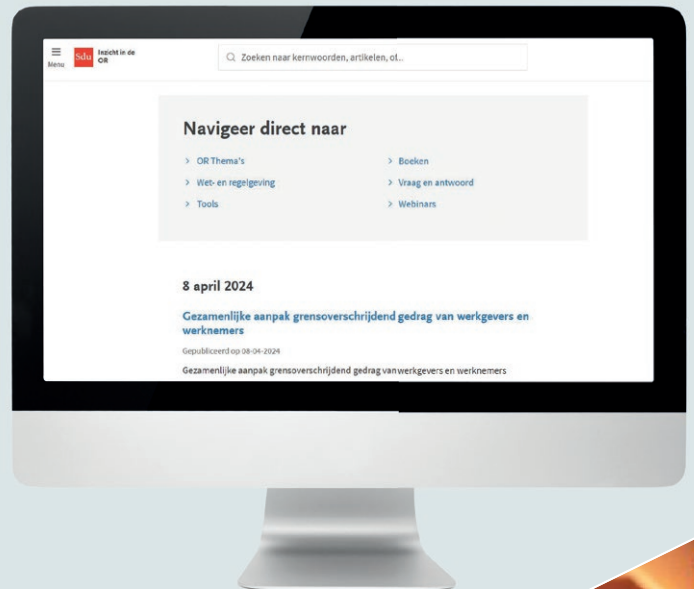 Menu
Sdu
Inzicht in de
OR
Zoeken naar kernwoorden, artikelen, of...
Navigeer direct naar
> OR Thema's
> Boeken
> Wet- en regelgeving
> Vraag en antwoord
> Tools
> Webinars
8 april 2024
Gezamenlijke aanpak grensoverschrijdend gedrag van werkgevers en
werknemers
Gepubliceerd op 08-04-2024
Gezamenlijke aanpak grensoverschrijdend gedrag van werkgevers en werknemers